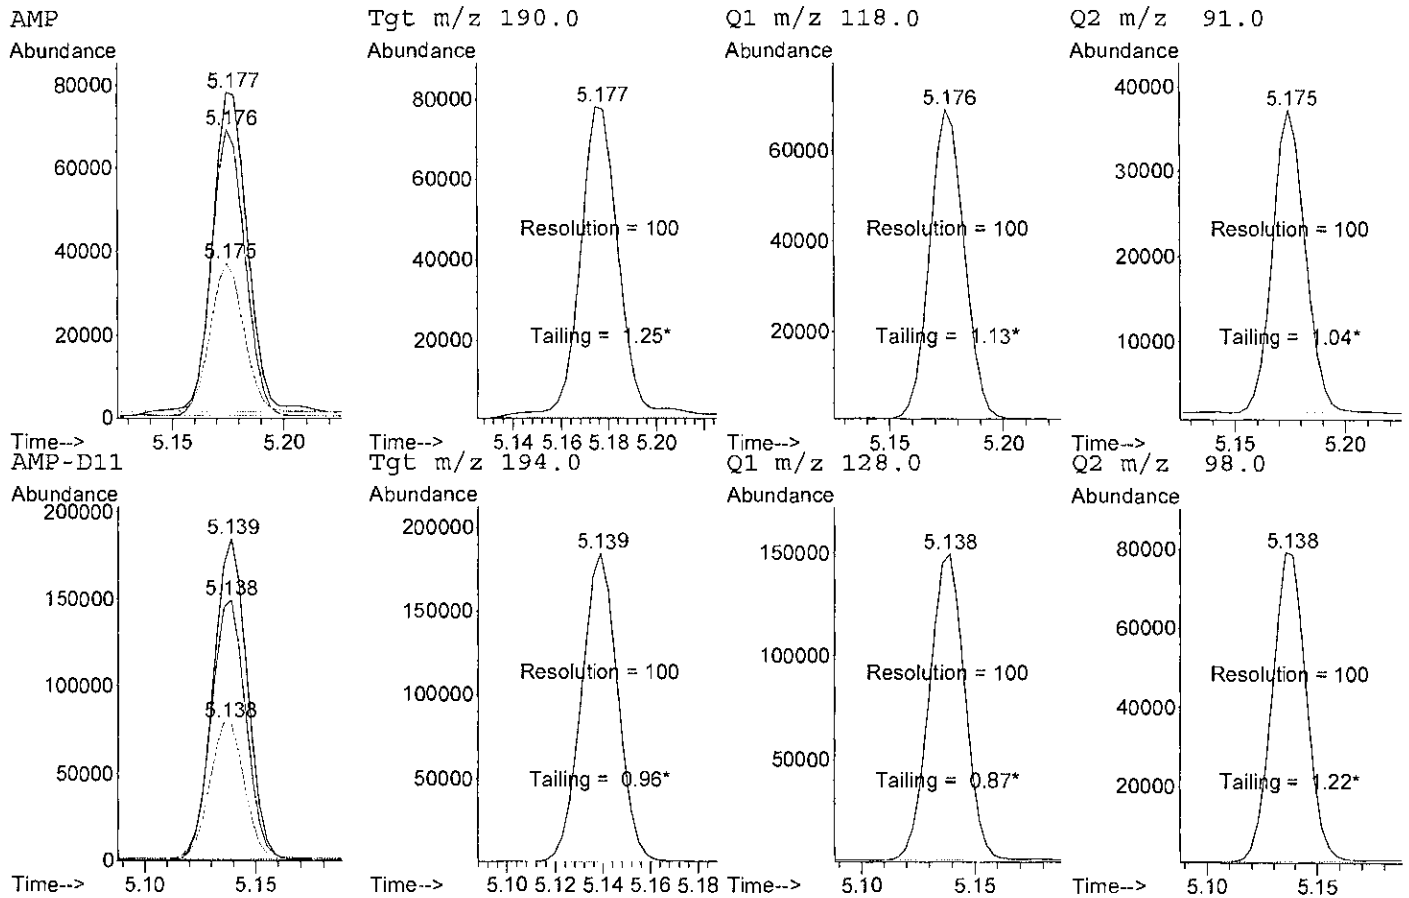 AMP
Tgt m/z 190.0
Q1 m/z 118.0
Q2 m/z 91.0
Abundance
Abundance
Abundance
Abundance
80000
60000
40000
20000
0
5.177
5.176
5.175
5.15
5.20
Time-->
80000
60000
40000
20000
5.177
Resolution = 100
Tailing = 1.25*
5.14 5.16 5.18 5.20
Time-->
60000
40000
20000
5.176
Resolution = 100
Tailing = 1.13*
5.15
5.20
Time-->
40000
30000
20000
10000
5.175
Resolution = 100
Tailing = 1.04*
5.15
5.20
Time-->
AMP-D11
Tgt m/z 194.0
Q1 m/z 128.0
Q2 m/z 98.0
Abundance
Abundance
Abundance
Abundance
200000
150000
100000
50000
0
5.139
5.138
5.138
5.10
5.15
Time-->
200000
150000
100000
50000
5.139
Resolution = 100
Tailing = 0.96*
5.10 5.12 5.14 5.16 5.18
Time-->
150000
100000
50000
5.138
Resolution = 100
Tailing = 0.87*
5.10
5.15
Time-->
80000
60000
40000
20000
5.138
Resolution = 100
Tailing = 1.22*
5.10
5.15
Time-->